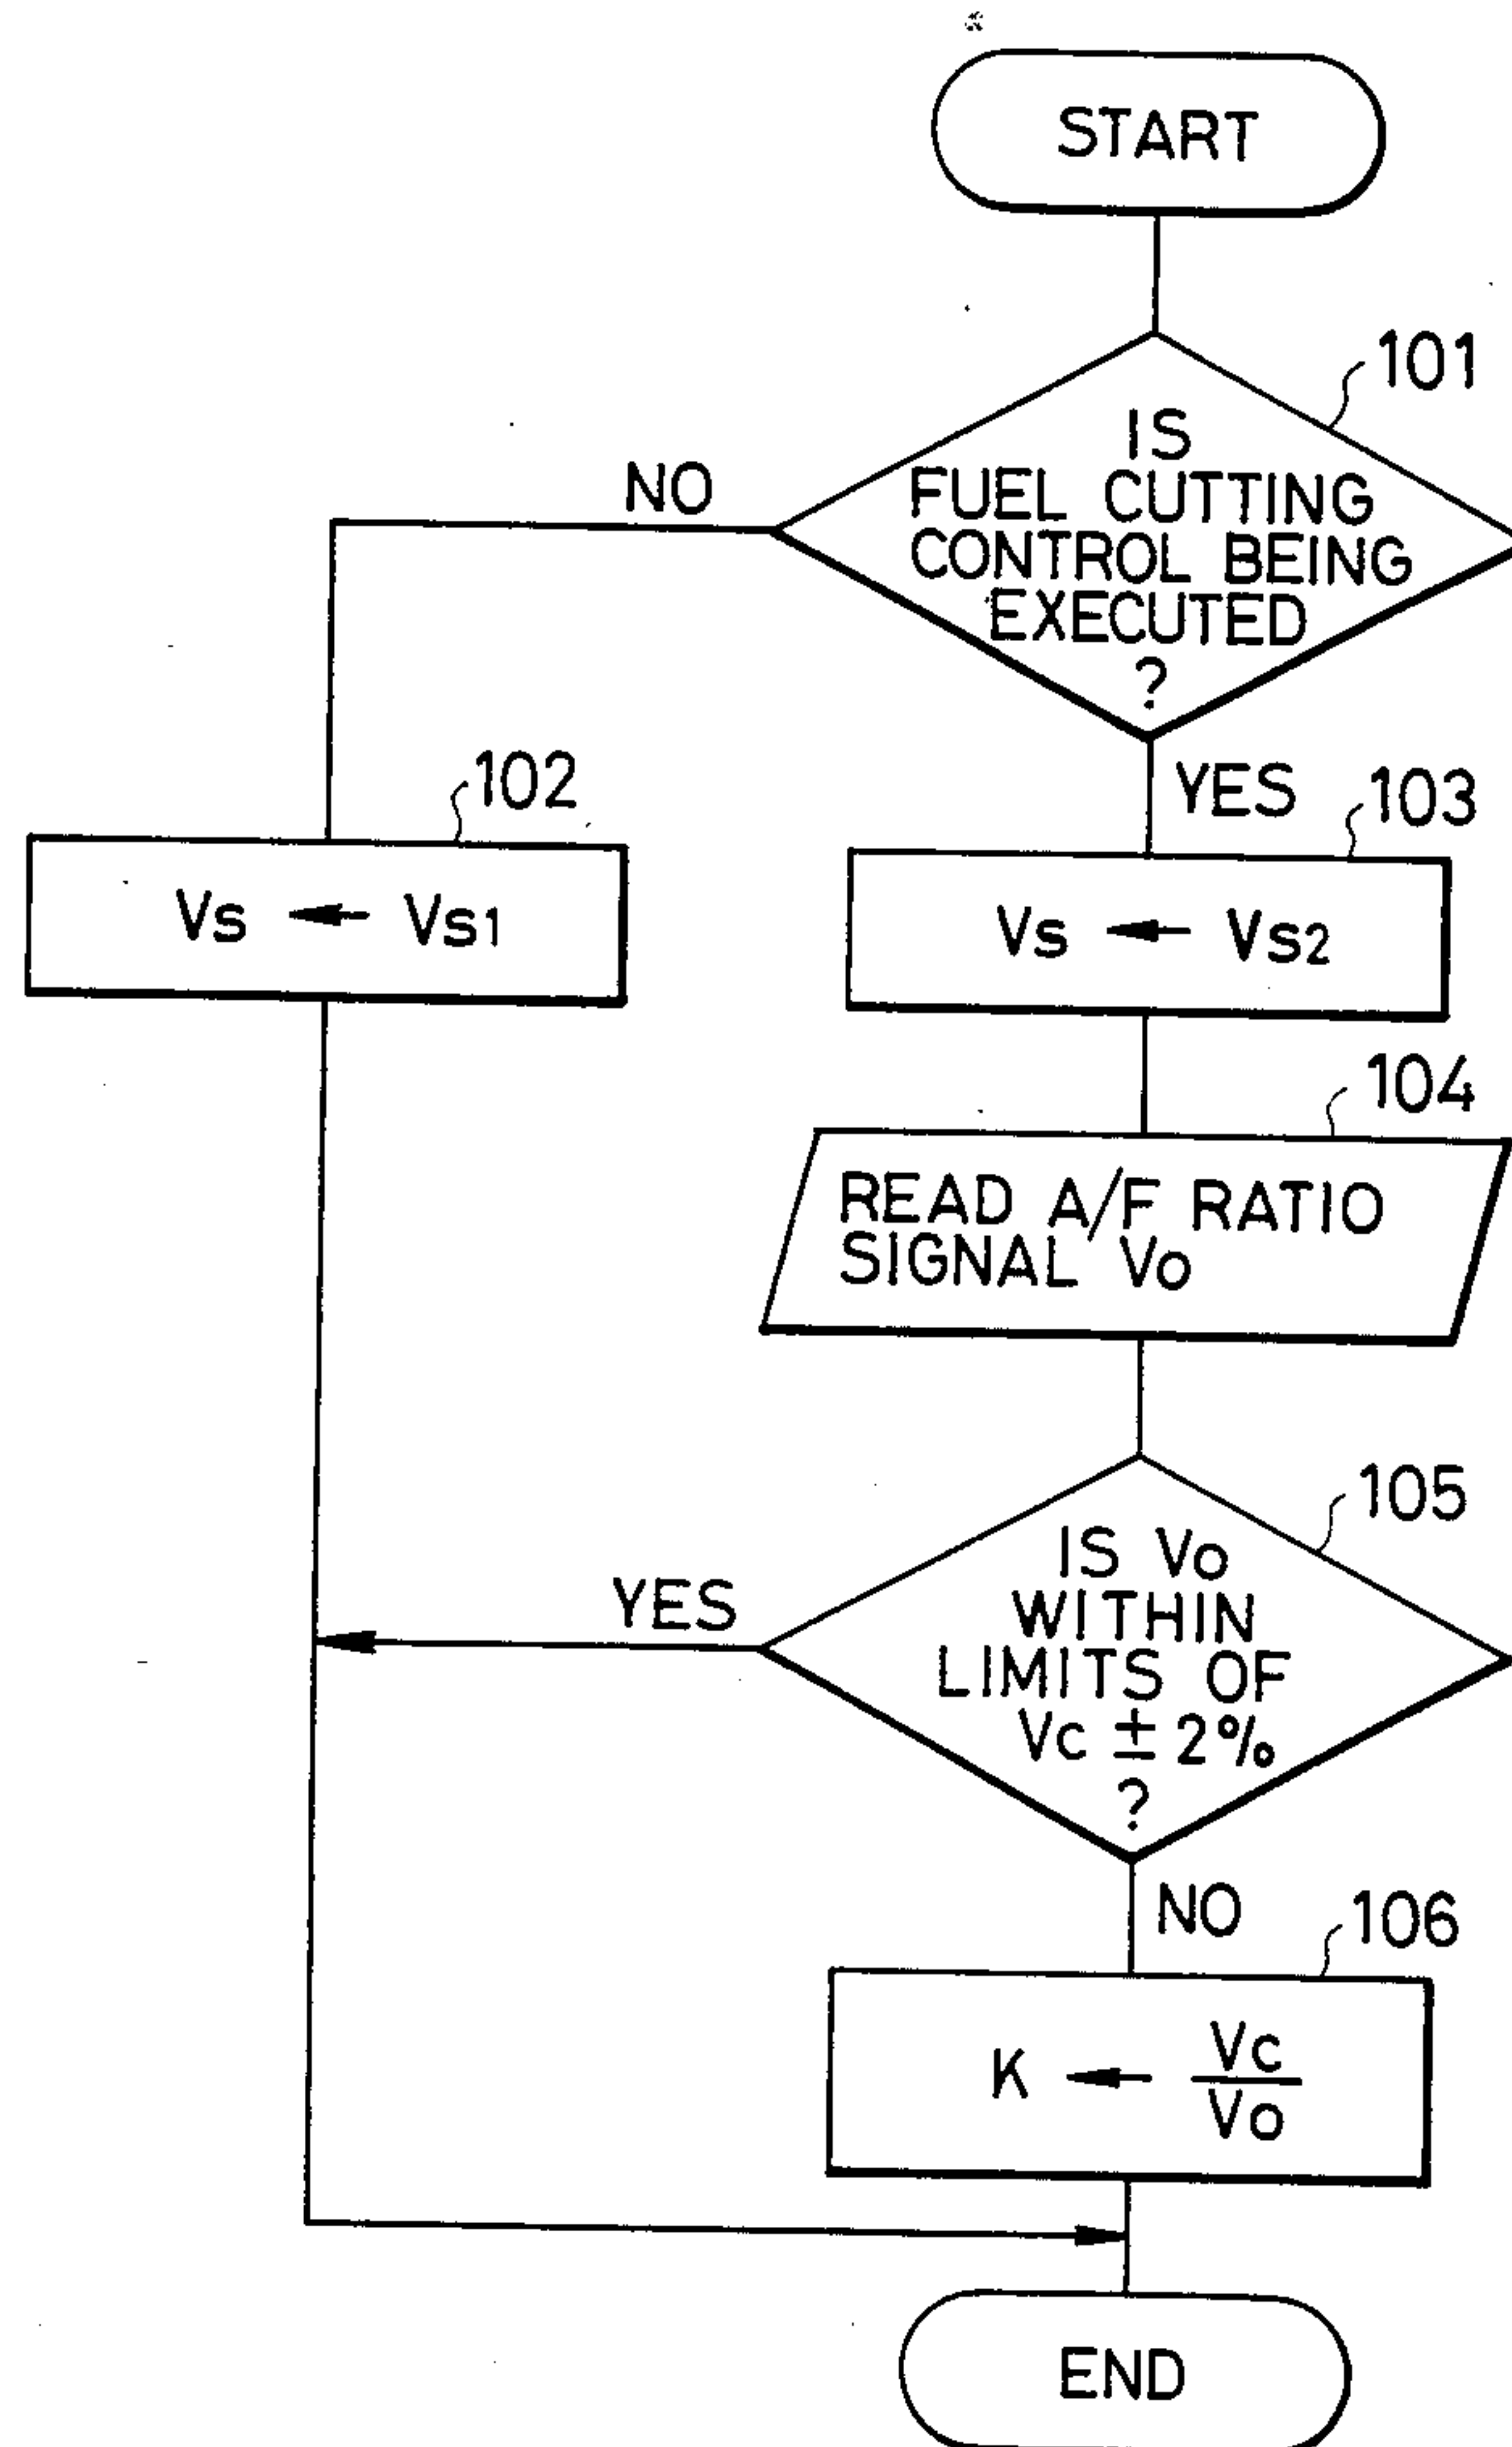 START
101
IS
FUEL CUTTING
CONTROL BEING
EXECUTED
?
NO
YES
102
Vs ← Vs1
103
Vs ← Vs2
104
READ A/F RATIO
SIGNAL Vo
105
IS Vo
WITHIN
LIMITS OF
Vc ± 2%
?
YES
NO
106
K ← Vc
Vo
END